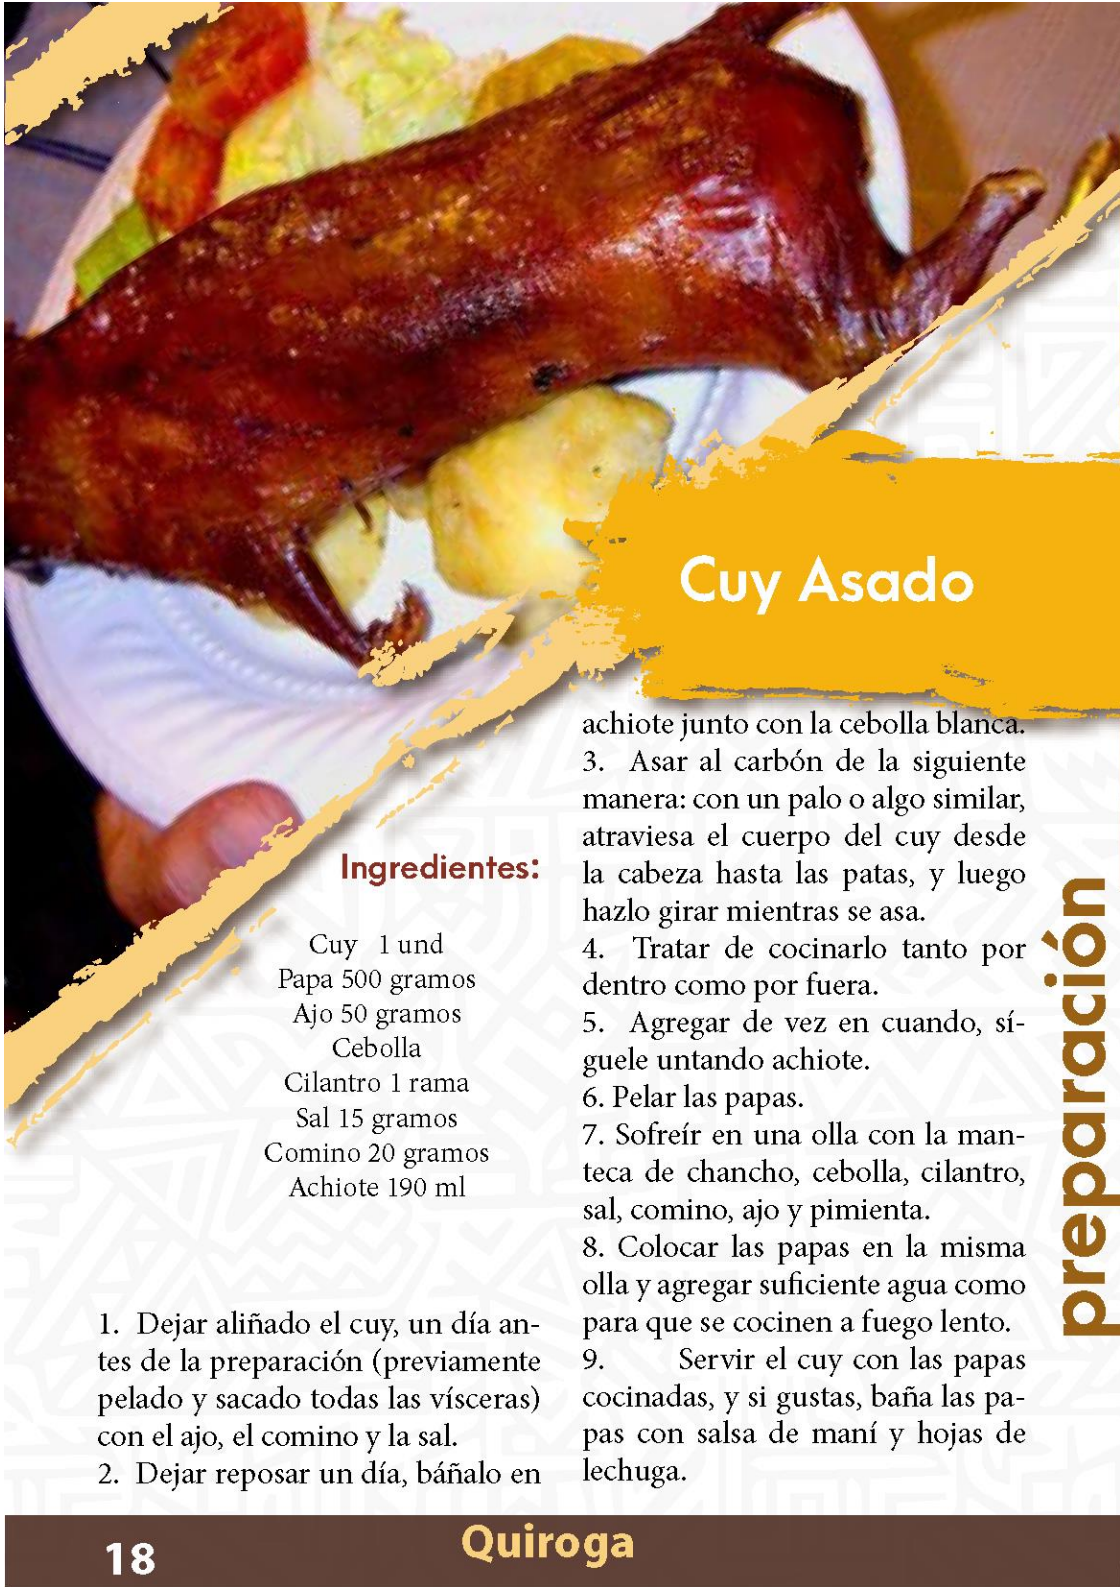 Cuy Asado
Ingredientes:
Cuy 1 und
Papa 500 gramos
Ajo 50 gramos
Cebolla
Cilantro 1 rama
Sal 15 gramos
Comino 20 gramos
Achiote 190 ml
preparación
1. Dejar aliñado el cuy, un día an-
tes de la preparación (previamente
pelado y sacado todas las vísceras)
con el ajo, el comino y la sal.
2. Dejar reposar un día, báñalo en
achiote junto con la cebolla blanca.
3. Asar al carbón de la siguiente
manera: con un palo o algo similar,
atraviesa el cuerpo del cuy desde
la cabeza hasta las patas, y luego
hazlo girar mientras se asa.
4. Tratar de cocinarlo tanto por
dentro como por fuera.
5. Agregar de vez en cuando, sí-
guele untando achiote.
6. Pelar las papas.
7. Sofreír en una olla con la man-
teca de chancho, cebolla, cilantro,
sal, comino, ajo y pimienta.
8. Colocar las papas en la misma
olla y agregar suficiente agua como
para que se cocinen a fuego lento.
9. Servir el cuy con las papas
cocinadas, y si gustas, baña las pa-
pas con salsa de maní y hojas de
lechuga.
18
Quiroga